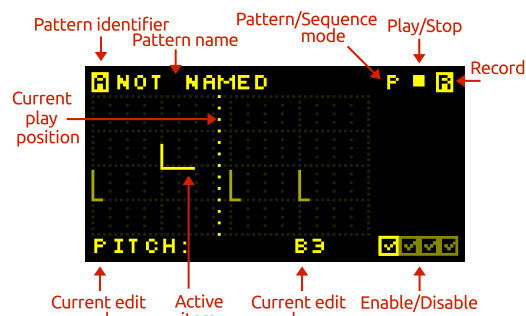 Pattern identifier
Pattern name
Pattern/Sequence
mode
Play/Stop
Record
A NOT NAMED P R
Current
play
position
PITCH: B3
Current edit
Active
Current edit
Enable/Disable